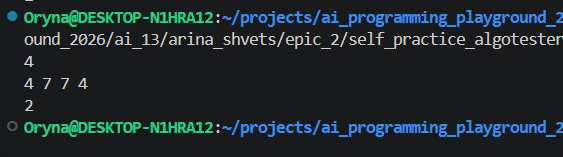 Oryna@DESKTOP-N1HRA12:~/projects/ai_programming_playground_2
ound_2026/ai_13/arina_shvets/epic_2/self_practice_algotester
4
4 7 7 4
2
Oryna@DESKTOP-N1HRA12:~/projects/ai_programming_playground_2